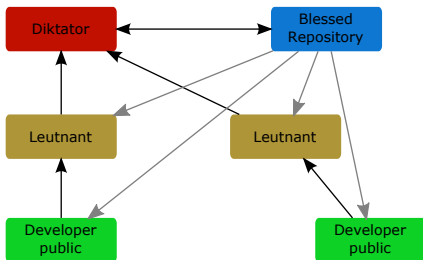 Diktator
Blessed
Repository
Leutnant
Leutnant
Developer
public
Developer
public